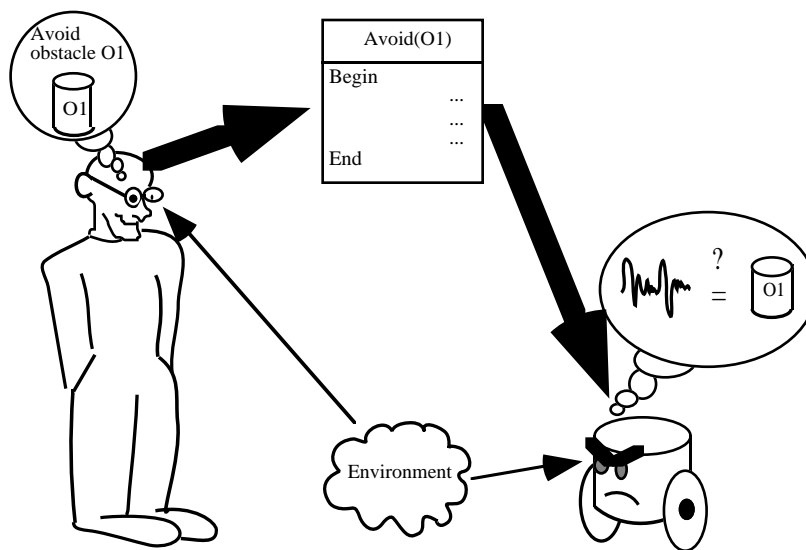 Avoid
obstacle O1
O1
Avoid(O1)
Begin
...
...
...
End
?
=
O1
Environment